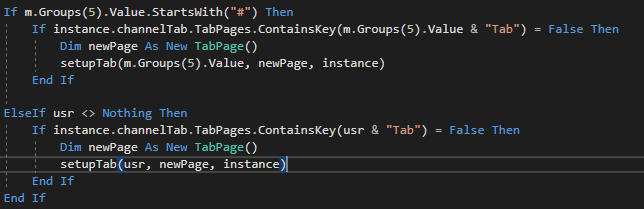 If m.Groups(5).Value.StartsWith("#") Then
If instance.channelTab.TabPages.ContainsKey(m.Groups(5).Value & "Tab") = False Then
Dim newPage As New TabPage()
setupTab(m.Groups(5).Value, newPage, instance)
End If
ElseIf usr <> Nothing Then
If instance.channelTab.TabPages.ContainsKey(usr & "Tab") = False Then
Dim newPage As New TabPage()
setupTab(usr, newPage, instance)
End If
End If